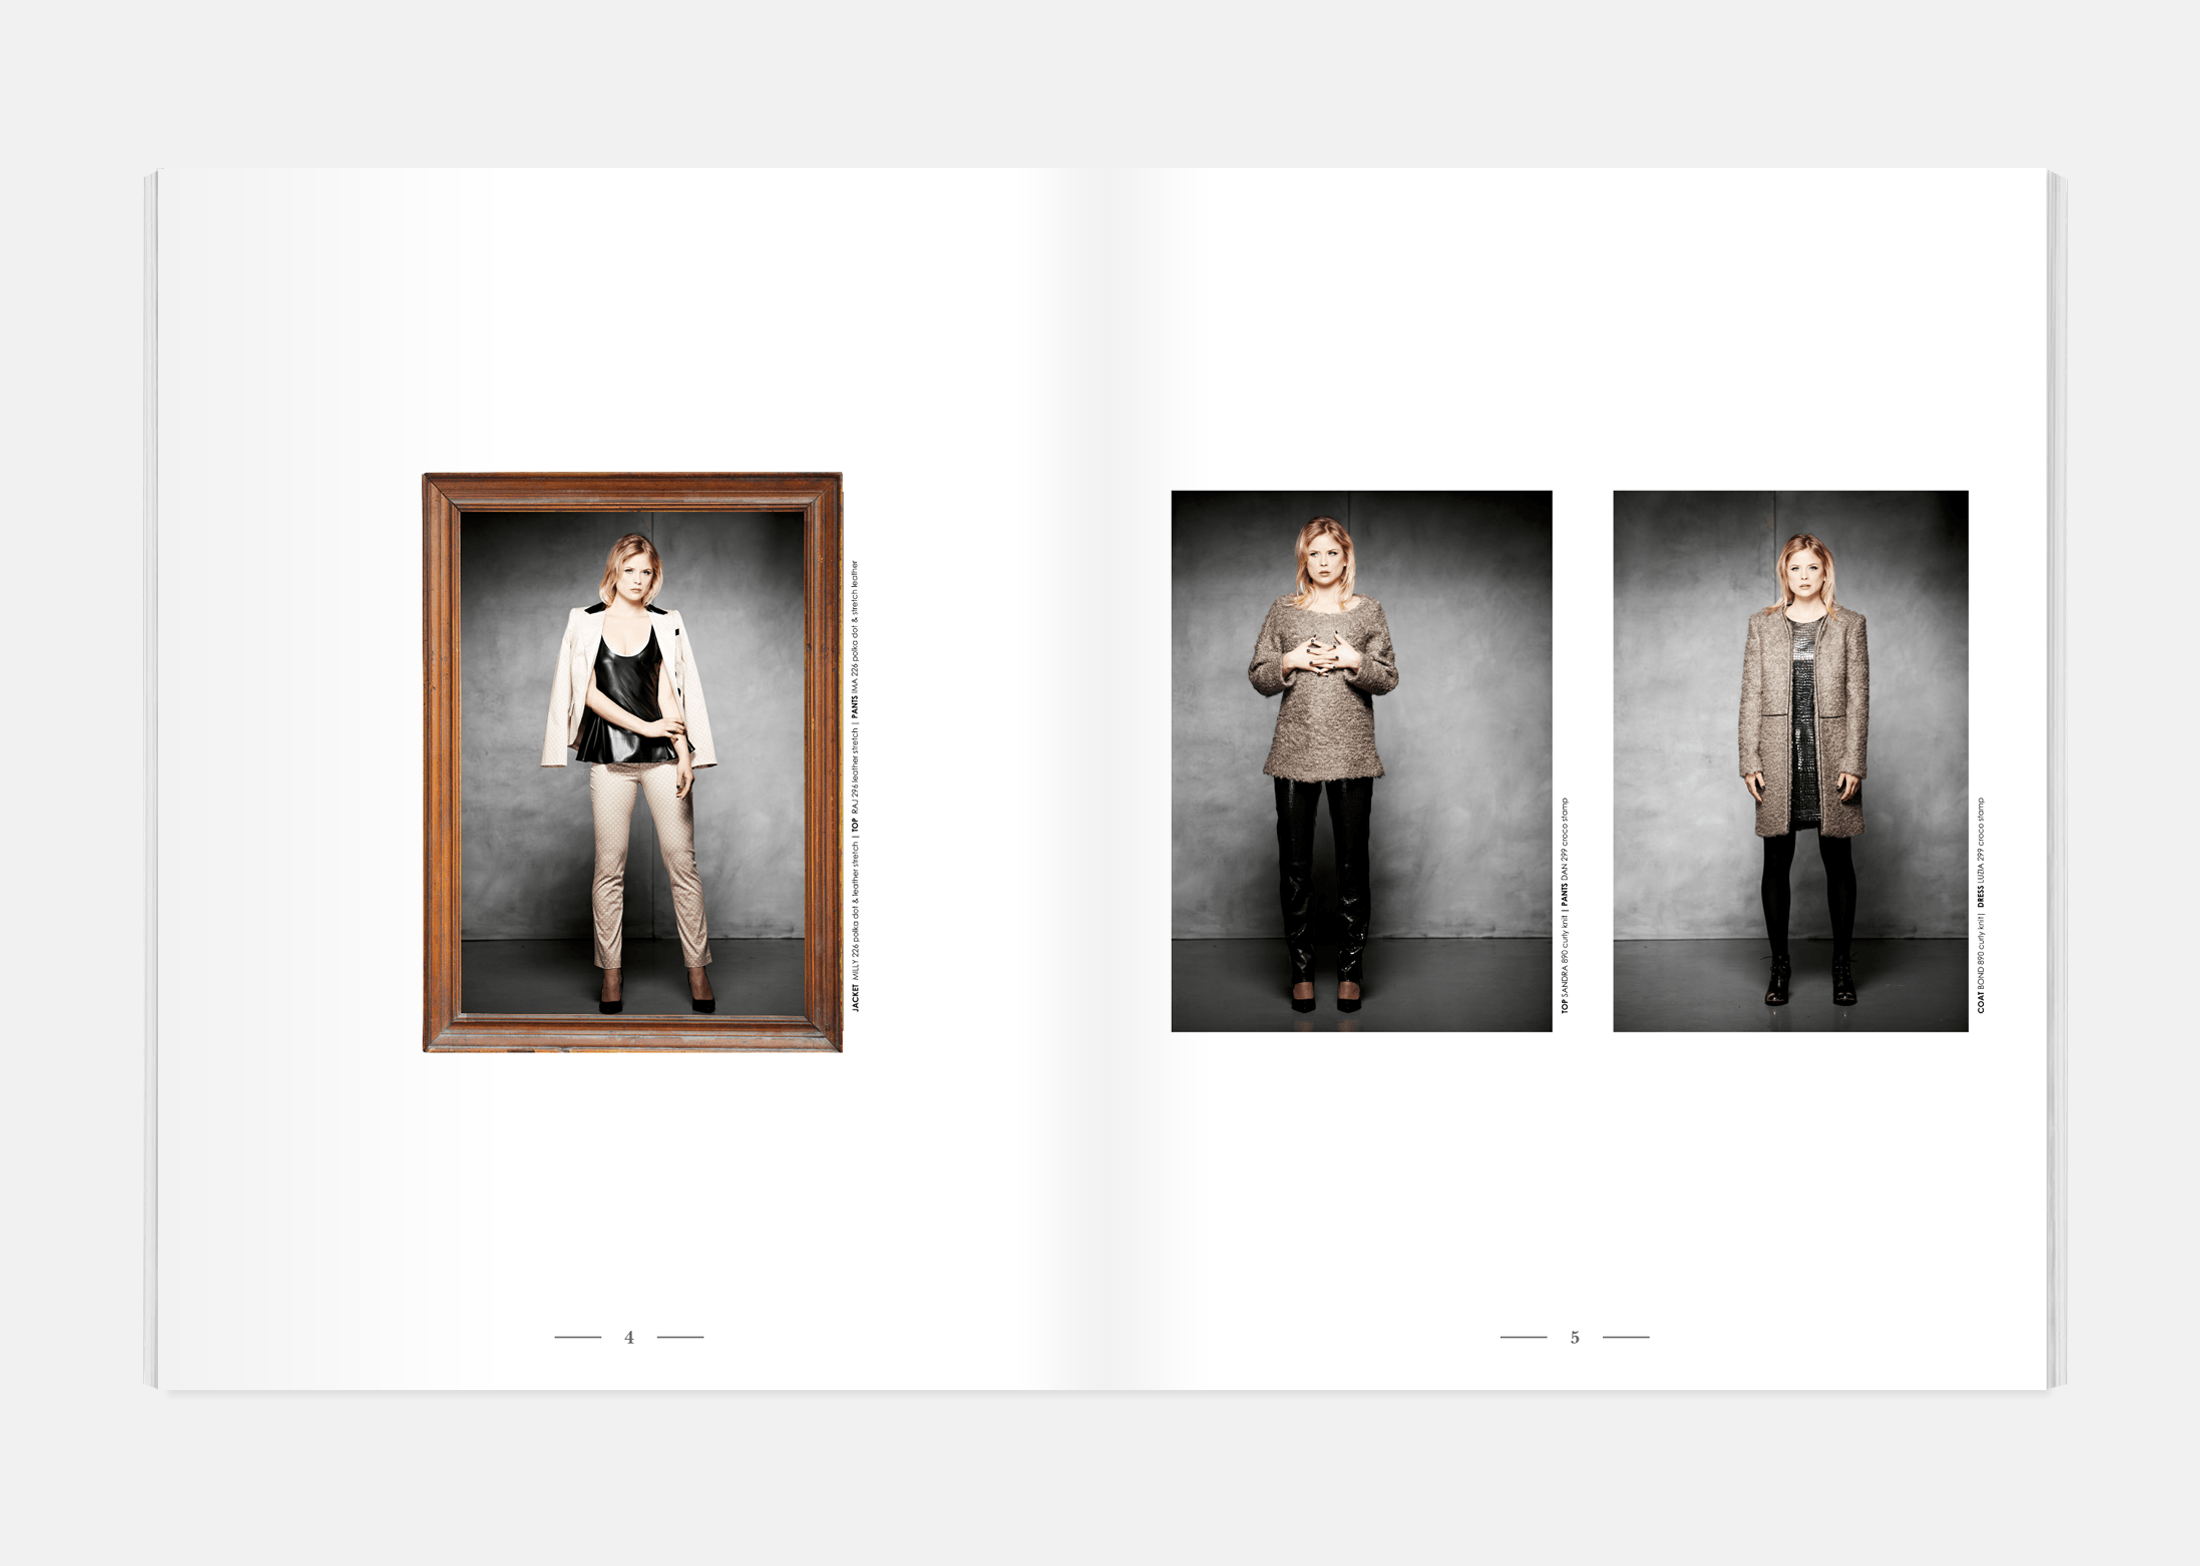 JACKET MILLY 226 polka dot & leather stretch | TOP RAJ 296 leather stretch | PANTS IMA 226 polka dot & stretch leather
4
TOP SANDRA 890 curly knit | PANTS DAN 299 croco stamp
COAT BOND 890 curly knit | DRESS LUZIA 299 croco stamp
5